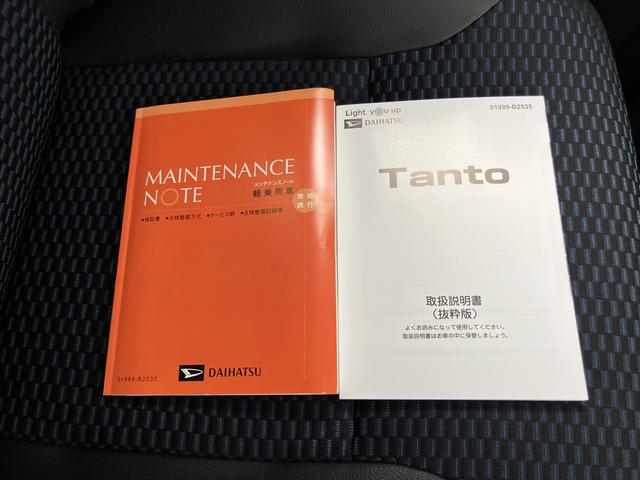 MAINTENANCE
NOTE
メンテナンスノート
軽乗用車
常時
携行
●保証書 ●点検整備方式 ●サービス網 ●点検整備記録簿
DAIHATSU
01989-B2032
Light you up
01999-B2535
DAIHATSU
Tanto
取扱説明書
（抜粋版）
よくお読みになって使用してください。
取扱説明書はお車の中に保管しましょう。